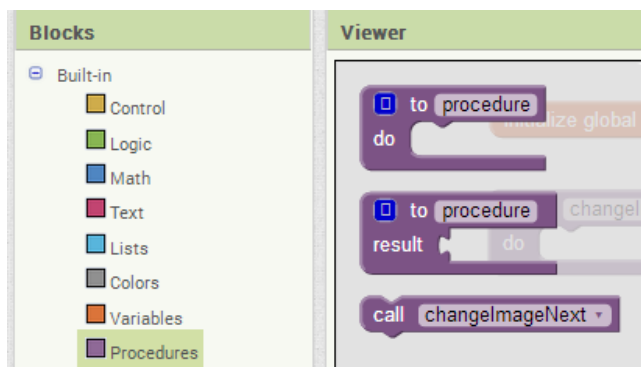 Blocks
Built-in
Control
Logic
Math
Text
Lists
Colors
Variables
Procedures
Viewer
to procedure
do
initialize global
to procedure
result
changeI
do
call changeImageNext